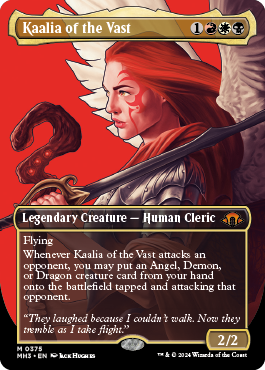 Kaalia of the Vast 1
Legendary Creature — Human Cleric
Flying
Whenever Kaalia of the Vast attacks an
opponent, you may put an Angel, Demon,
or Dragon creature card from your hand
onto the battlefield tapped and attacking that
opponent.
“They laughed because I couldn’t walk. Now they
tremble as I take flight.”
2/2
M 0375
MH3 • EN Jack Hughes
™ & © 2024 Wizards of the Coast